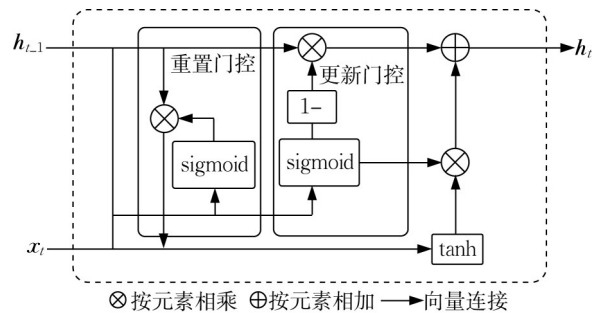 h_{t-1}
h_t
重置门控
更新门控
1-
sigmoid
sigmoid
x_t
tanh
⊗按元素相乘 ⊕按元素相加 →向量连接